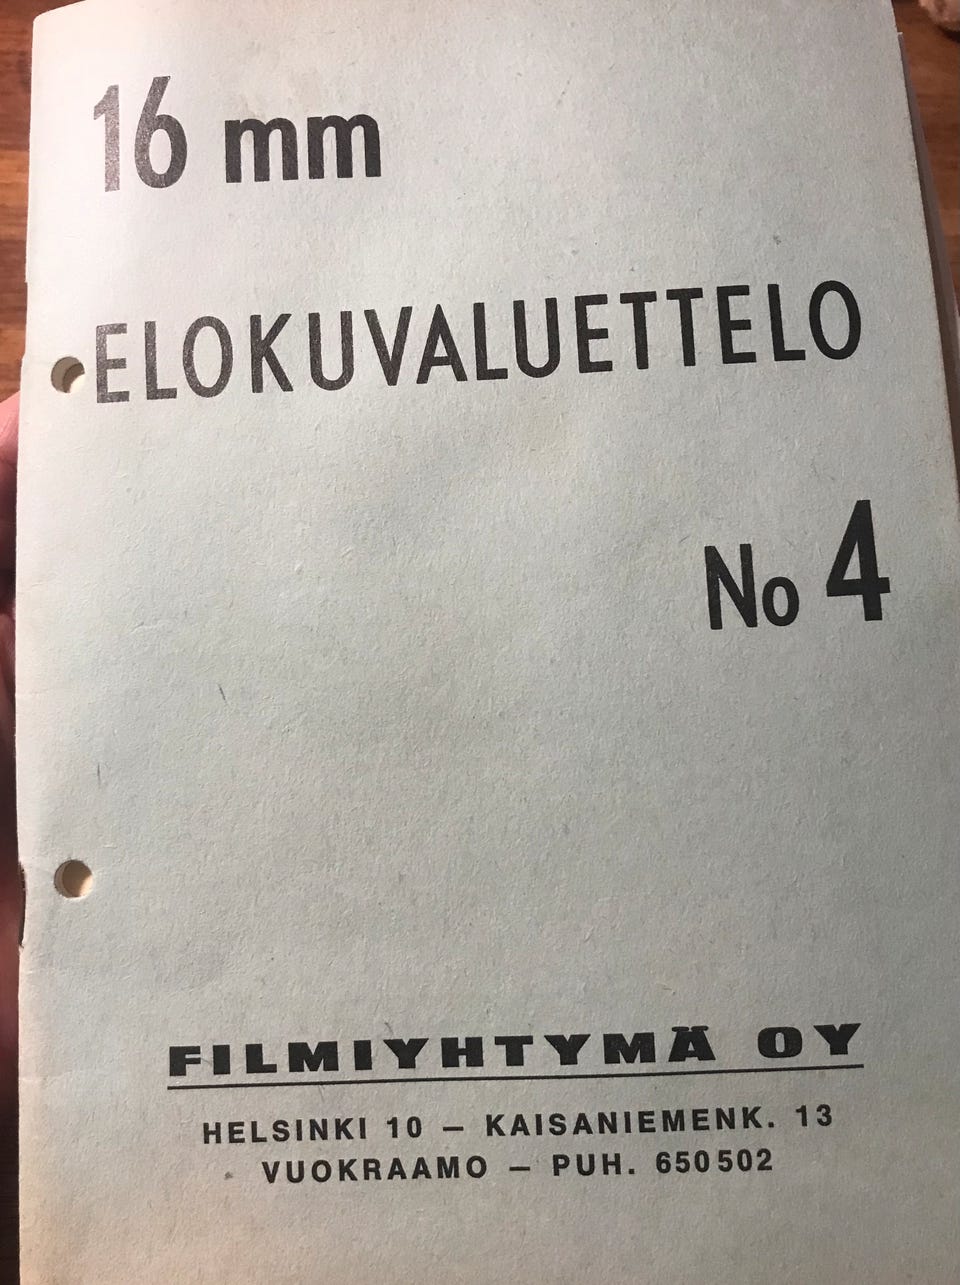 16 mm
ELOKUVALUETTELO
No 4
FILMIYHTYMÄ OY
HELSINKI 10 — KAISANIEMENK. 13
VUOKRAAMO — PUH. 650502